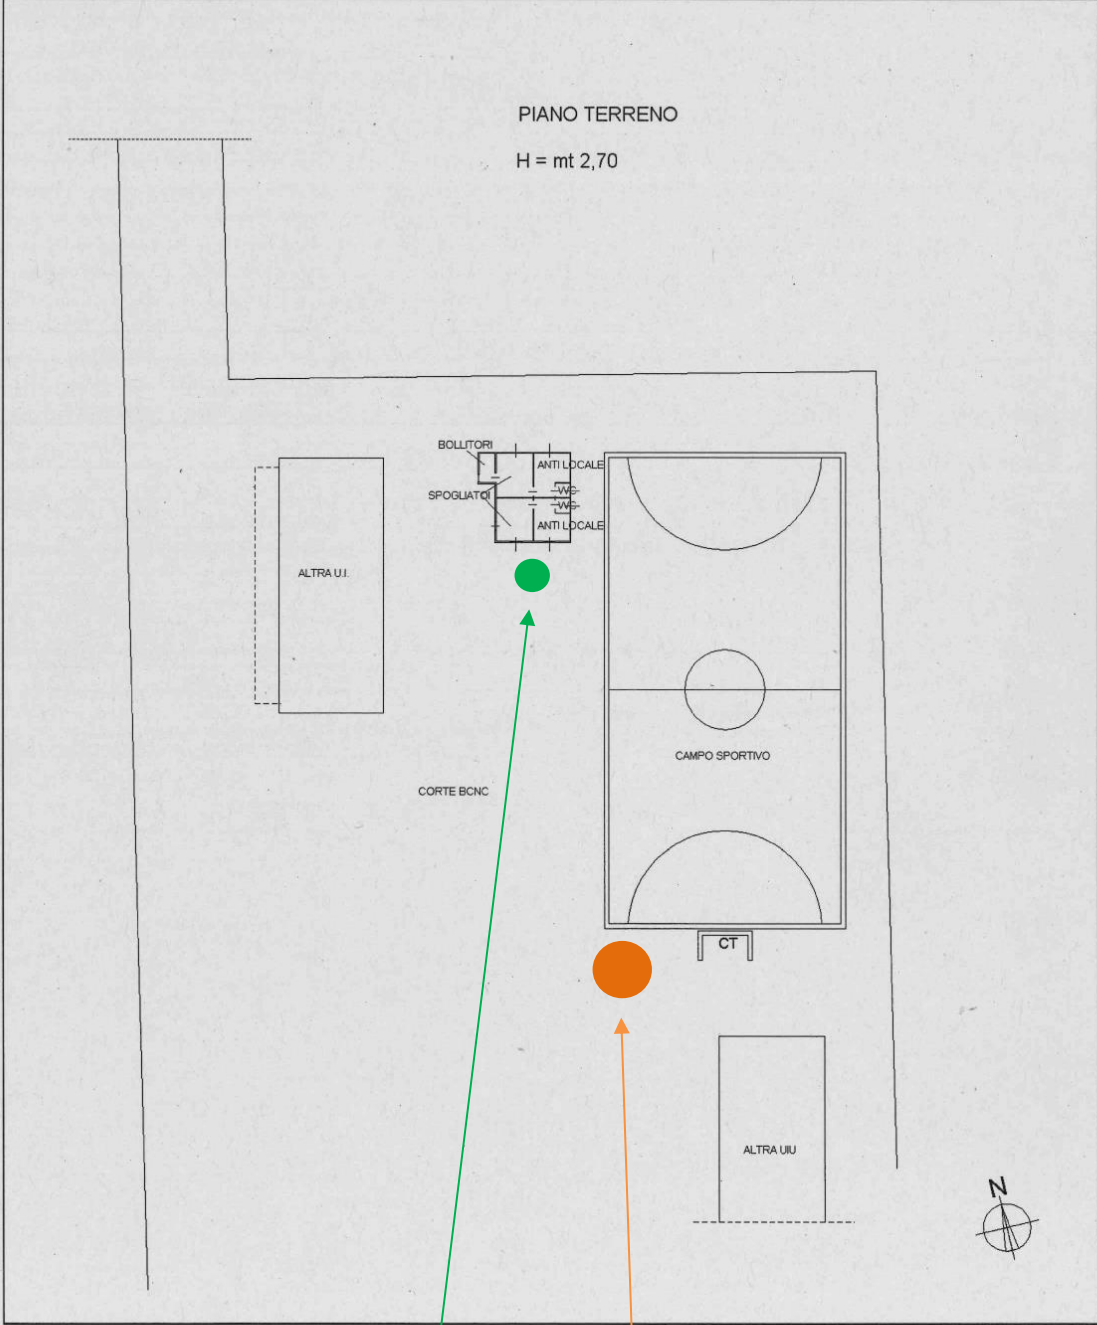 PIANO TERRENO
H = mt 2,70
BOLLITORI
ANTI LOCALE
SPOGLIATOI
WC
WC
ANTI LOCALE
ALTRA U.I.
CAMPO SPORTIVO
CORTE BCNC
CT
ALTRA UIU
N